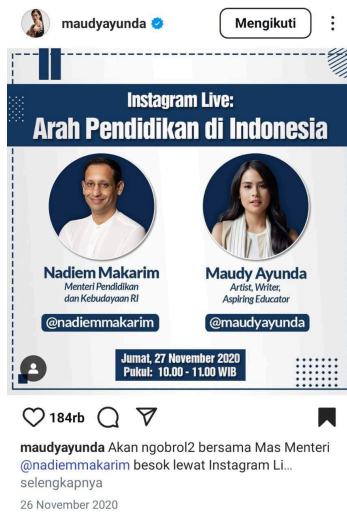 maudyayunda
Mengikuti
Instagram Live:
Arah Pendidikan di Indonesia
Nadiem Makarim
Menteri Pendidikan
dan Kebudayaan RI
@nadiemmakarim
Maudy Ayunda
Artist, Writer,
Aspiring Educator
@maudyayunda
Jumat, 27 November 2020
Pukul: 10.00 - 11.00 WIB
184rb
maudyayunda Akan ngobrol2 bersama Mas Menteri
@nadiemmakarim besok lewat Instagram Li...
selengkapnya
26 November 2020